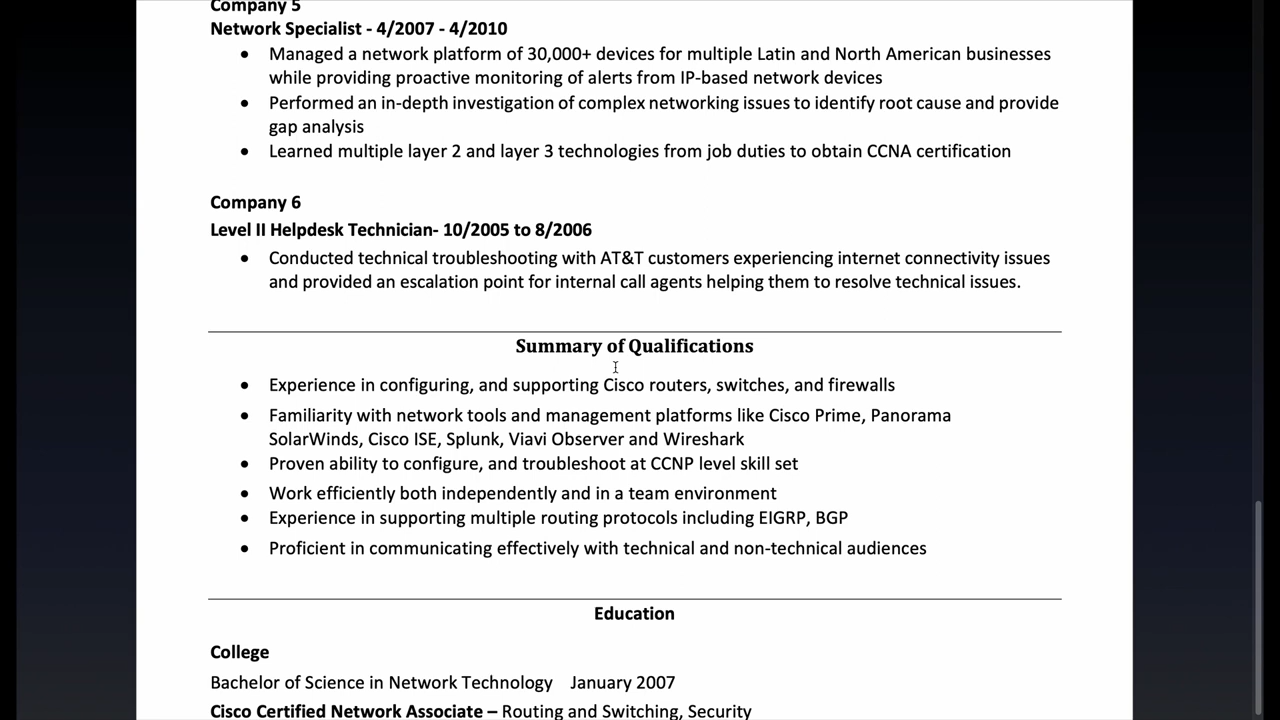 Company 5
Network Specialist - 4/2007 - 4/2010
• Managed a network platform of 30,000+ devices for multiple Latin and North American businesses
while providing proactive monitoring of alerts from IP-based network devices
• Performed an in-depth investigation of complex networking issues to identify root cause and provide
gap analysis
• Learned multiple layer 2 and layer 3 technologies from job duties to obtain CCNA certification
Company 6
Level II Helpdesk Technician- 10/2005 to 8/2006
• Conducted technical troubleshooting with AT&T customers experiencing internet connectivity issues
and provided an escalation point for internal call agents helping them to resolve technical issues.
Summary of Qualifications
• Experience in configuring, and supporting Cisco routers, switches, and firewalls
• Familiarity with network tools and management platforms like Cisco Prime, Panorama
SolarWinds, Cisco ISE, Splunk, Viavi Observer and Wireshark
• Proven ability to configure, and troubleshoot at CCNP level skill set
• Work efficiently both independently and in a team environment
• Experience in supporting multiple routing protocols including EIGRP, BGP
• Proficient in communicating effectively with technical and non-technical audiences
Education
College
Bachelor of Science in Network Technology January 2007
Cisco Certified Network Associate – Routing and Switching, Security